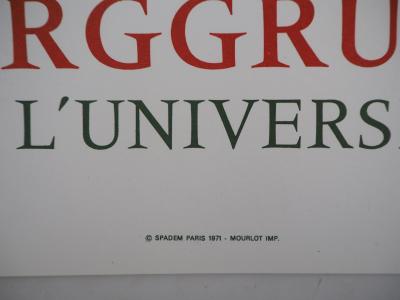 RGGRU
L'UNIVERS
© SPADEM PARIS 1971 - MOURLOT IMP.